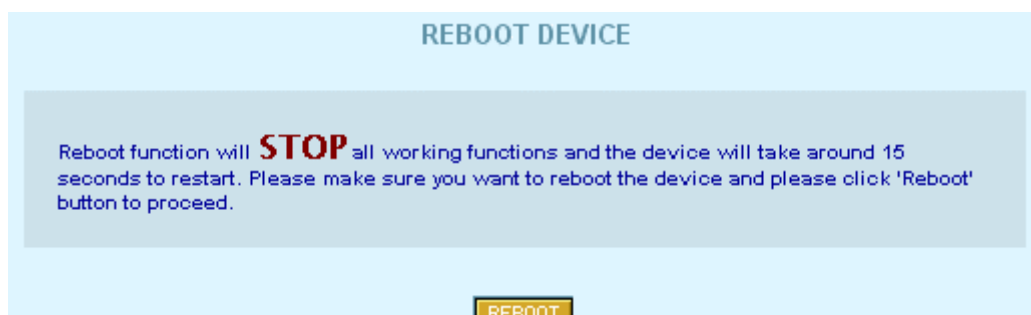 REBOOT DEVICE
Reboot function will STOP all working functions and the device will take around 15
seconds to restart. Please make sure you want to reboot the device and please click 'Reboot'
button to proceed.
REBOOT